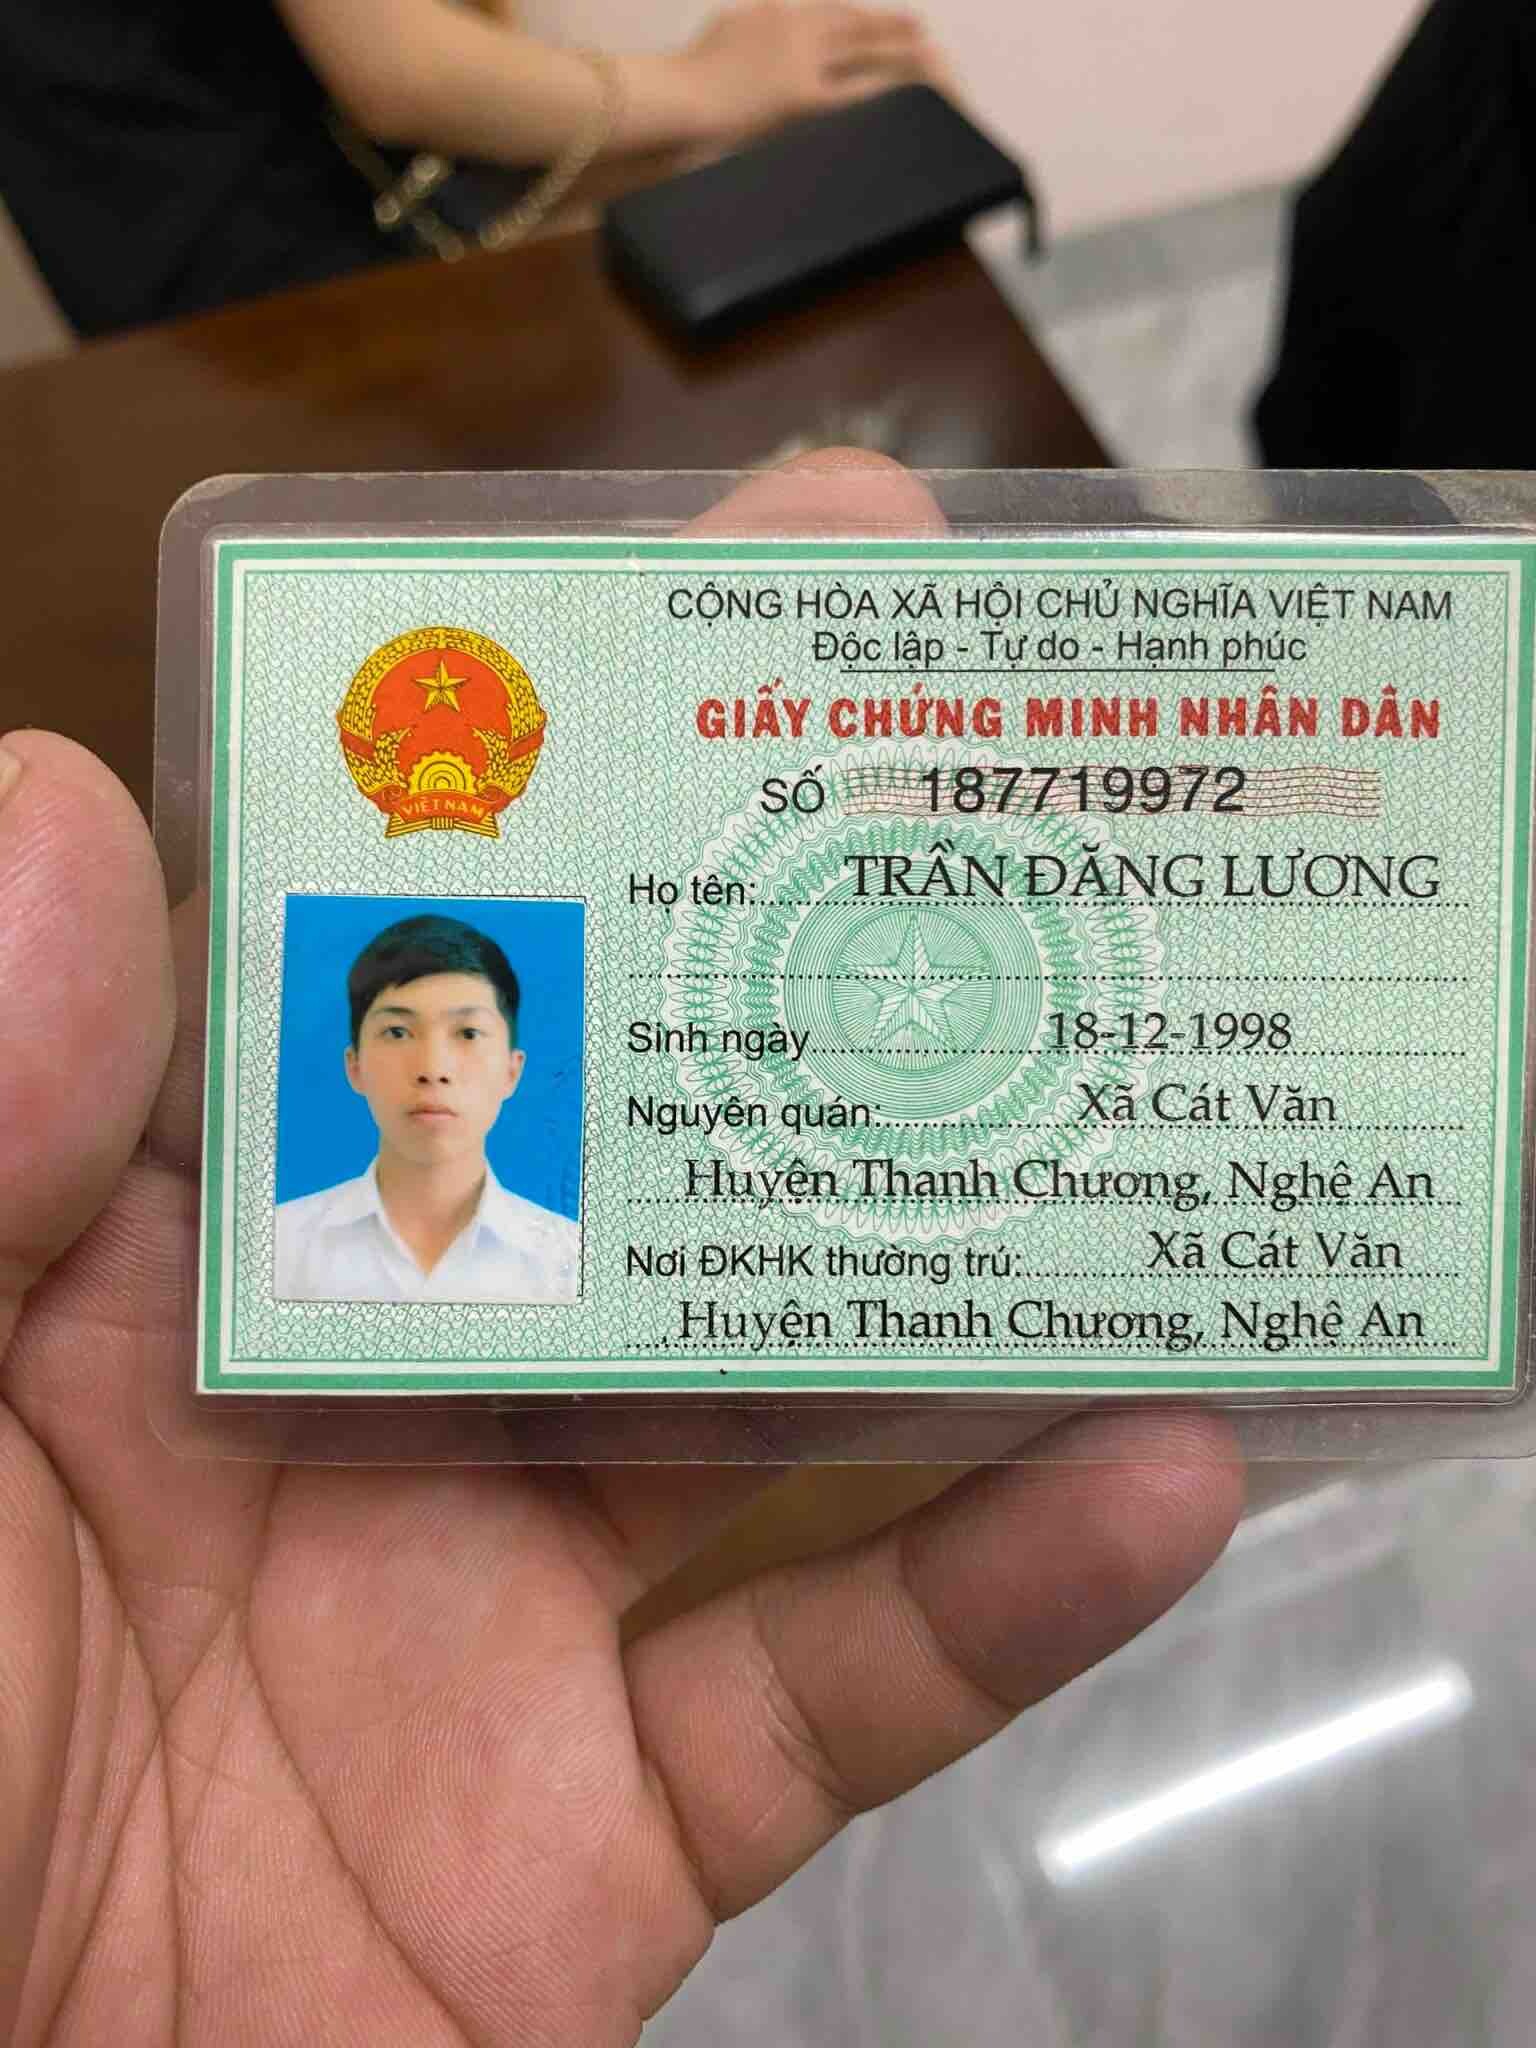 CỘNG HÒA XÃ HỘI CHỦ NGHĨA VIỆT NAM
Độc lập - Tự do - Hạnh phúc
GIẤY CHỨNG MINH NHÂN DÂN
SỐ 187719972
VIỆT NAM
Họ tên: TRẦN ĐĂNG LƯƠNG
Sinh ngày 18-12-1998
Nguyên quán: Xã Cát Văn
Huyện Thanh Chương, Nghệ An
Nơi ĐKHK thường trú: Xã Cát Văn
Huyện Thanh Chương, Nghệ An